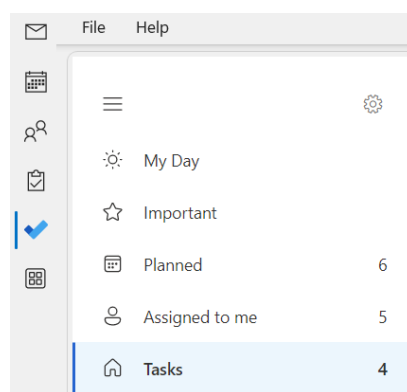 File Help
My Day
Important
Planned 6
Assigned to me 5
Tasks 4